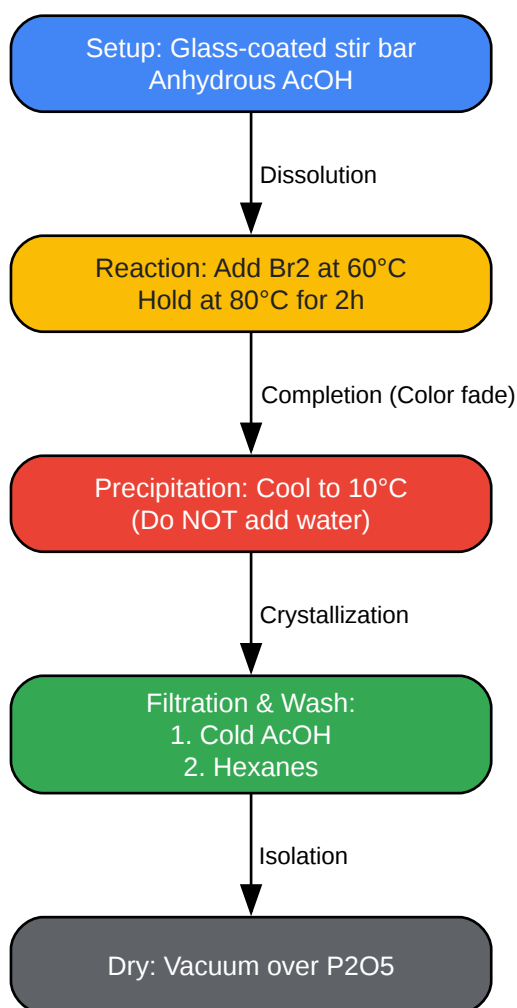 Setup: Glass-coated stir bar
Anhydrous AcOH
Dissolution
Reaction: Add Br2 at 60°C
Hold at 80°C for 2h
Completion (Color fade)
Precipitation: Cool to 10°C
(Do NOT add water)
Crystallization
Filtration & Wash:
1. Cold AcOH
2. Hexanes
Isolation
Dry: Vacuum over P2O5